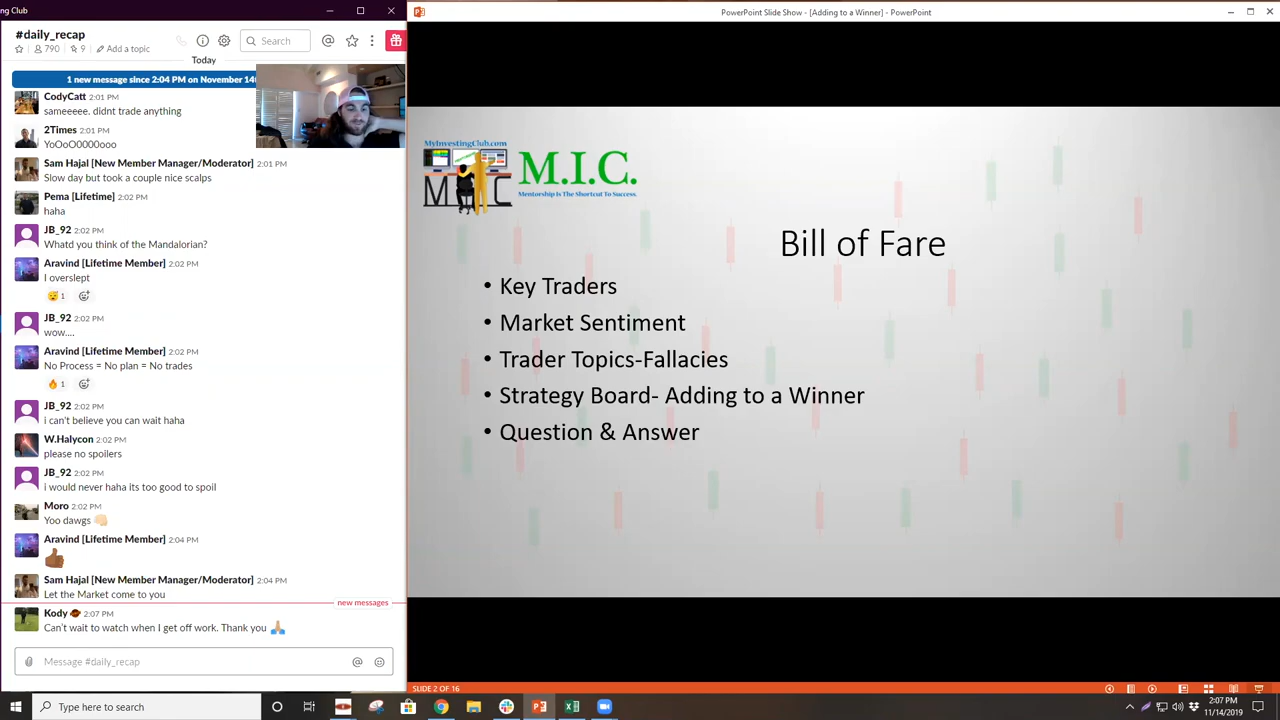 ng Club
#daily_recap
790
9
Add a topic
Search
Today
1 new message since 2:04 PM on November 14
CodyCatt 2:01 PM
sameeeee. didnt trade anything
2Times 2:01 PM
YoOoO0000ooo
Sam Hajal [New Member Manager/Moderator] 2:01 PM
Slow day but took a couple nice scalps
Pema [Lifetime] 2:02 PM
haha
JB_92 2:02 PM
Whatd you think of the Mandalorian?
Aravind [Lifetime Member] 2:02 PM
I overslept
1
JB_92 2:02 PM
wow....
Aravind [Lifetime Member] 2:02 PM
No Process = No plan = No trades
1
JB_92 2:02 PM
i can't believe you can wait haha
W.Halycon 2:02 PM
please no spoilers
JB_92 2:02 PM
i would never haha its too good to spoil
Moro 2:02 PM
Yoo dawgs 👊🏻
Aravind [Lifetime Member] 2:04 PM
👍🏾
Sam Hajal [New Member Manager/Moderator] 2:04 PM
Let the Market come to you
new messages
Kody 2:07 PM
Can't wait to watch when I get off work. Thank you 🙏🏼
Message #daily_recap
PowerPoint Slide Show - [Adding to a Winner] - PowerPoint
MyInvestingClub.com
MIC
M.I.C.
Mentorship Is The Shortcut To Success.
Bill of Fare
• Key Traders
• Market Sentiment
• Trader Topics-Fallacies
• Strategy Board- Adding to a Winner
• Question & Answer
SLIDE 2 OF 16
Type here to search
2:07 PM
11/14/2019